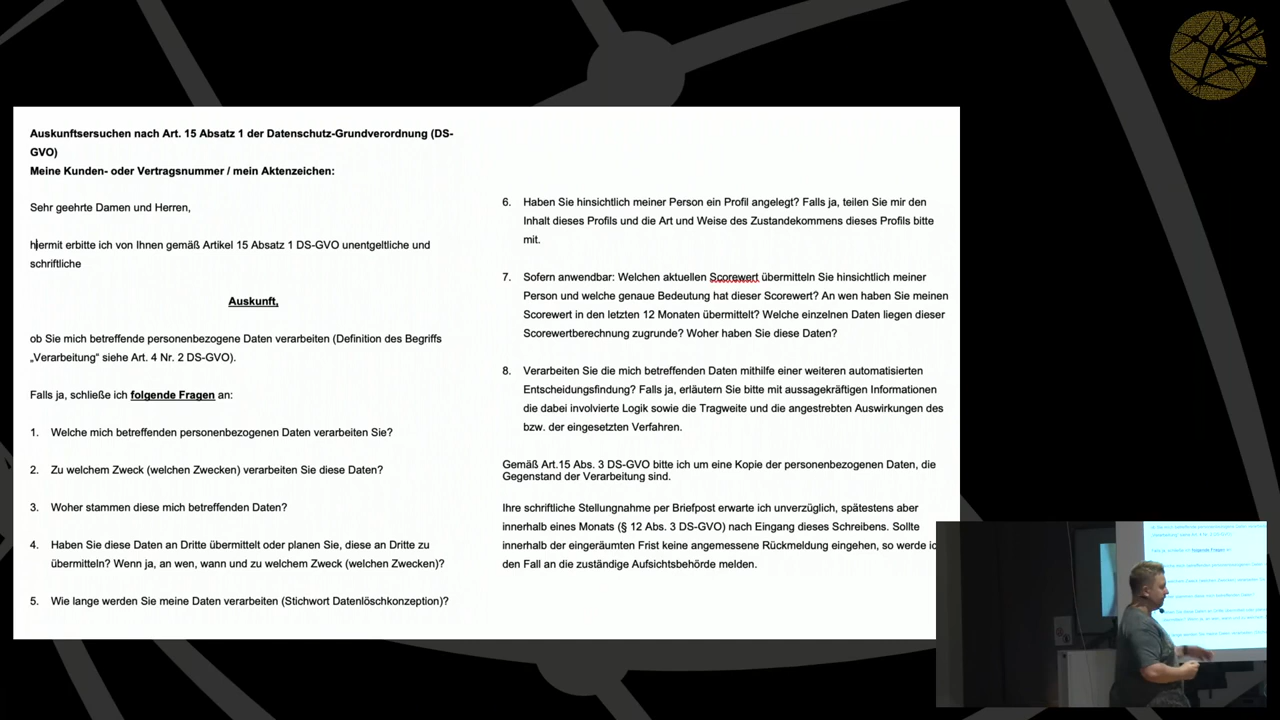 Auskunftsersuchen nach Art. 15 Absatz 1 der Datenschutz-Grundverordnung (DS-
GVO)
Meine Kunden- oder Vertragsnummer / mein Aktenzeichen:
Sehr geehrte Damen und Herren,
hiermit erbitte ich von Ihnen gemäß Artikel 15 Absatz 1 DS-GVO unentgeltliche und
schriftliche
Auskunft,
ob Sie mich betreffende personenbezogene Daten verarbeiten (Definition des Begriffs
„Verarbeitung“ siehe Art. 4 Nr. 2 DS-GVO).
Falls ja, schließe ich folgende Fragen an:
1. Welche mich betreffenden personenbezogenen Daten verarbeiten Sie?
2. Zu welchem Zweck (welchen Zwecken) verarbeiten Sie diese Daten?
3. Woher stammen diese mich betreffenden Daten?
4. Haben Sie diese Daten an Dritte übermittelt oder planen Sie, diese an Dritte zu
übermitteln? Wenn ja, an wen, wann und zu welchem Zweck (welchen Zwecken)?
5. Wie lange werden Sie meine Daten verarbeiten (Stichwort Datenlöschkonzeption)?
6. Haben Sie hinsichtlich meiner Person ein Profil angelegt? Falls ja, teilen Sie mir den
Inhalt dieses Profils und die Art und Weise des Zustandekommens dieses Profils bitte
mit.
7. Sofern anwendbar: Welchen aktuellen Scorewert übermitteln Sie hinsichtlich meiner
Person und welche genaue Bedeutung hat dieser Scorewert? An wen haben Sie meinen
Scorewert in den letzten 12 Monaten übermittelt? Welche einzelnen Daten liegen dieser
Scorewertberechnung zugrunde? Woher haben Sie diese Daten?
8. Verarbeiten Sie die mich betreffenden Daten mithilfe einer weiteren automatisierten
Entscheidungsfindung? Falls ja, erläutern Sie bitte mit aussagekräftigen Informationen
die dabei involvierte Logik sowie die Tragweite und die angestrebten Auswirkungen des
bzw. der eingesetzten Verfahren.
Gemäß Art.15 Abs. 3 DS-GVO bitte ich um eine Kopie der personenbezogenen Daten, die
Gegenstand der Verarbeitung sind.
Ihre schriftliche Stellungnahme per Briefpost erwarte ich unverzüglich, spätestens aber
innerhalb eines Monats (§ 12 Abs. 3 DS-GVO) nach Eingang dieses Schreibens. Sollte
innerhalb der eingeräumten Frist keine angemessene Rückmeldung eingehen, so werde ic
den Fall an die zuständige Aufsichtsbehörde melden.